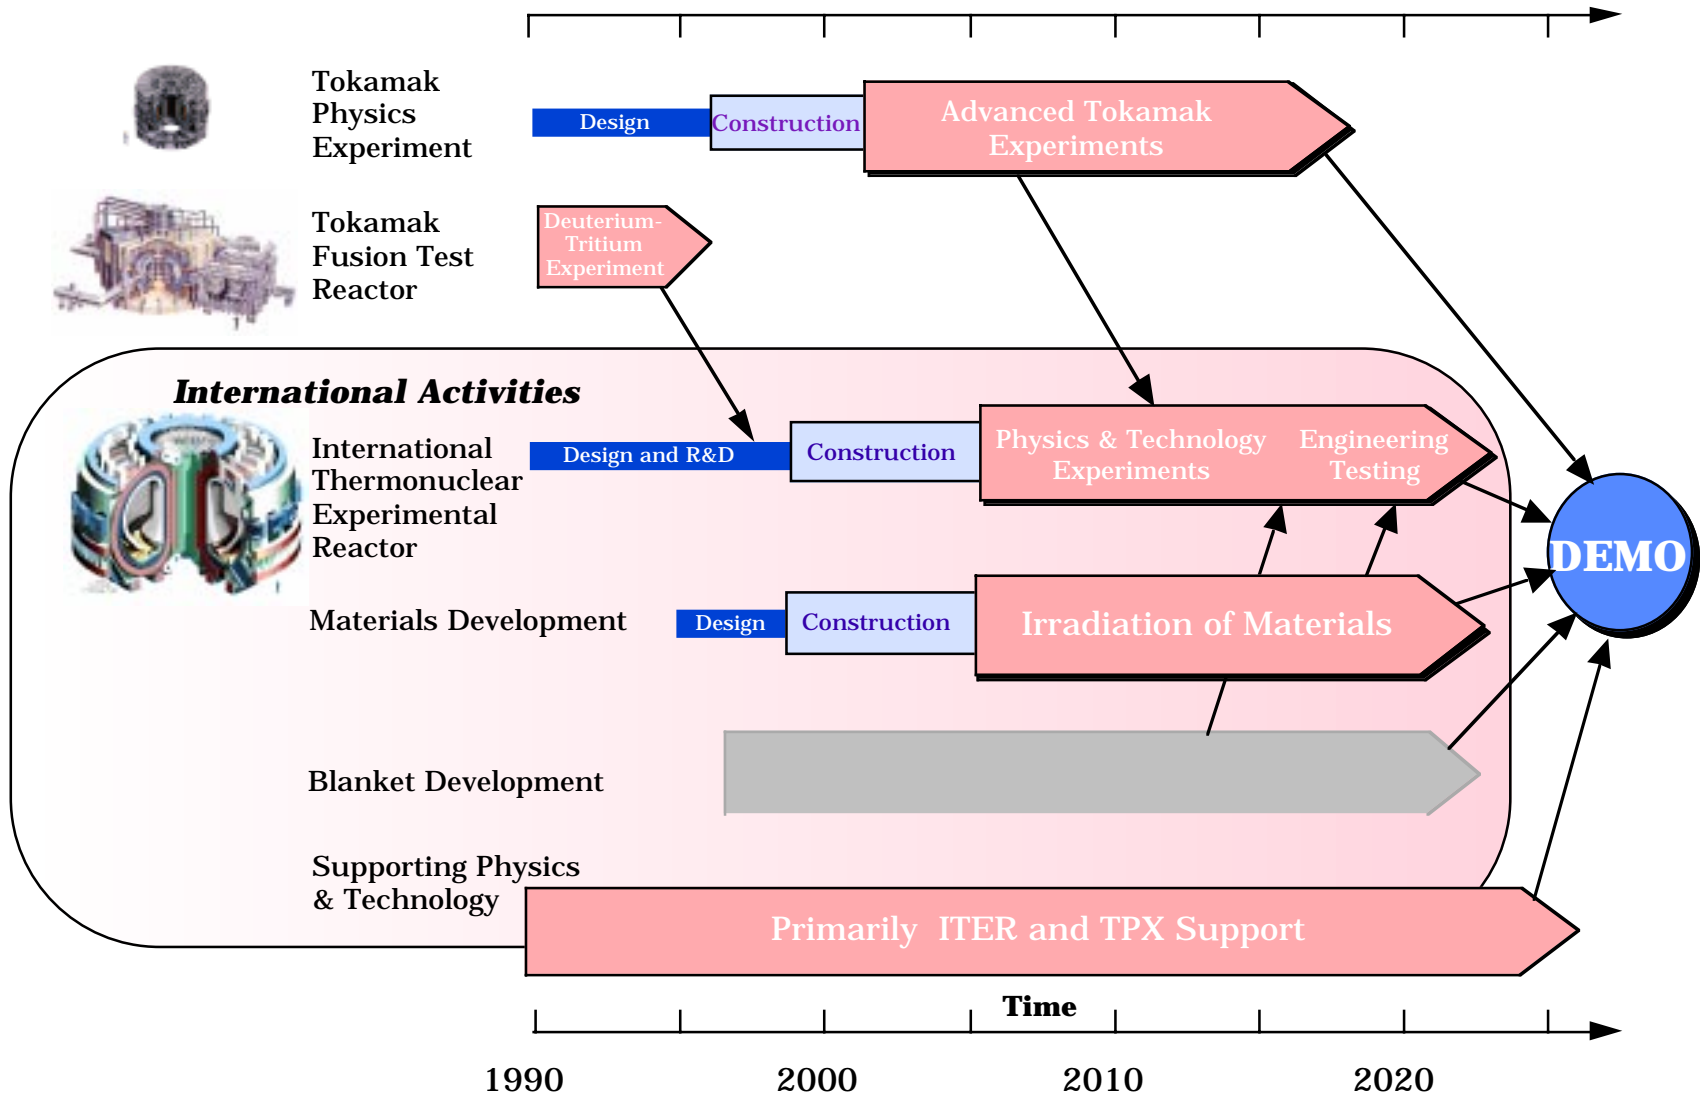 Tokamak
Physics
Experiment
Design
Construction
Advanced Tokamak
Experiments
Tokamak
Fusion Test
Reactor
Deuterium-
Tritium
Experiment
International Activities
International
Thermonuclear
Experimental
Reactor
Design and R&D
Construction
Physics & Technology
Experiments
Engineering
Testing
DEMO
Materials Development
Design
Construction
Irradiation of Materials
Blanket Development
Supporting Physics
& Technology
Primarily ITER and TPX Support
Time
1990 2000 2010 2020